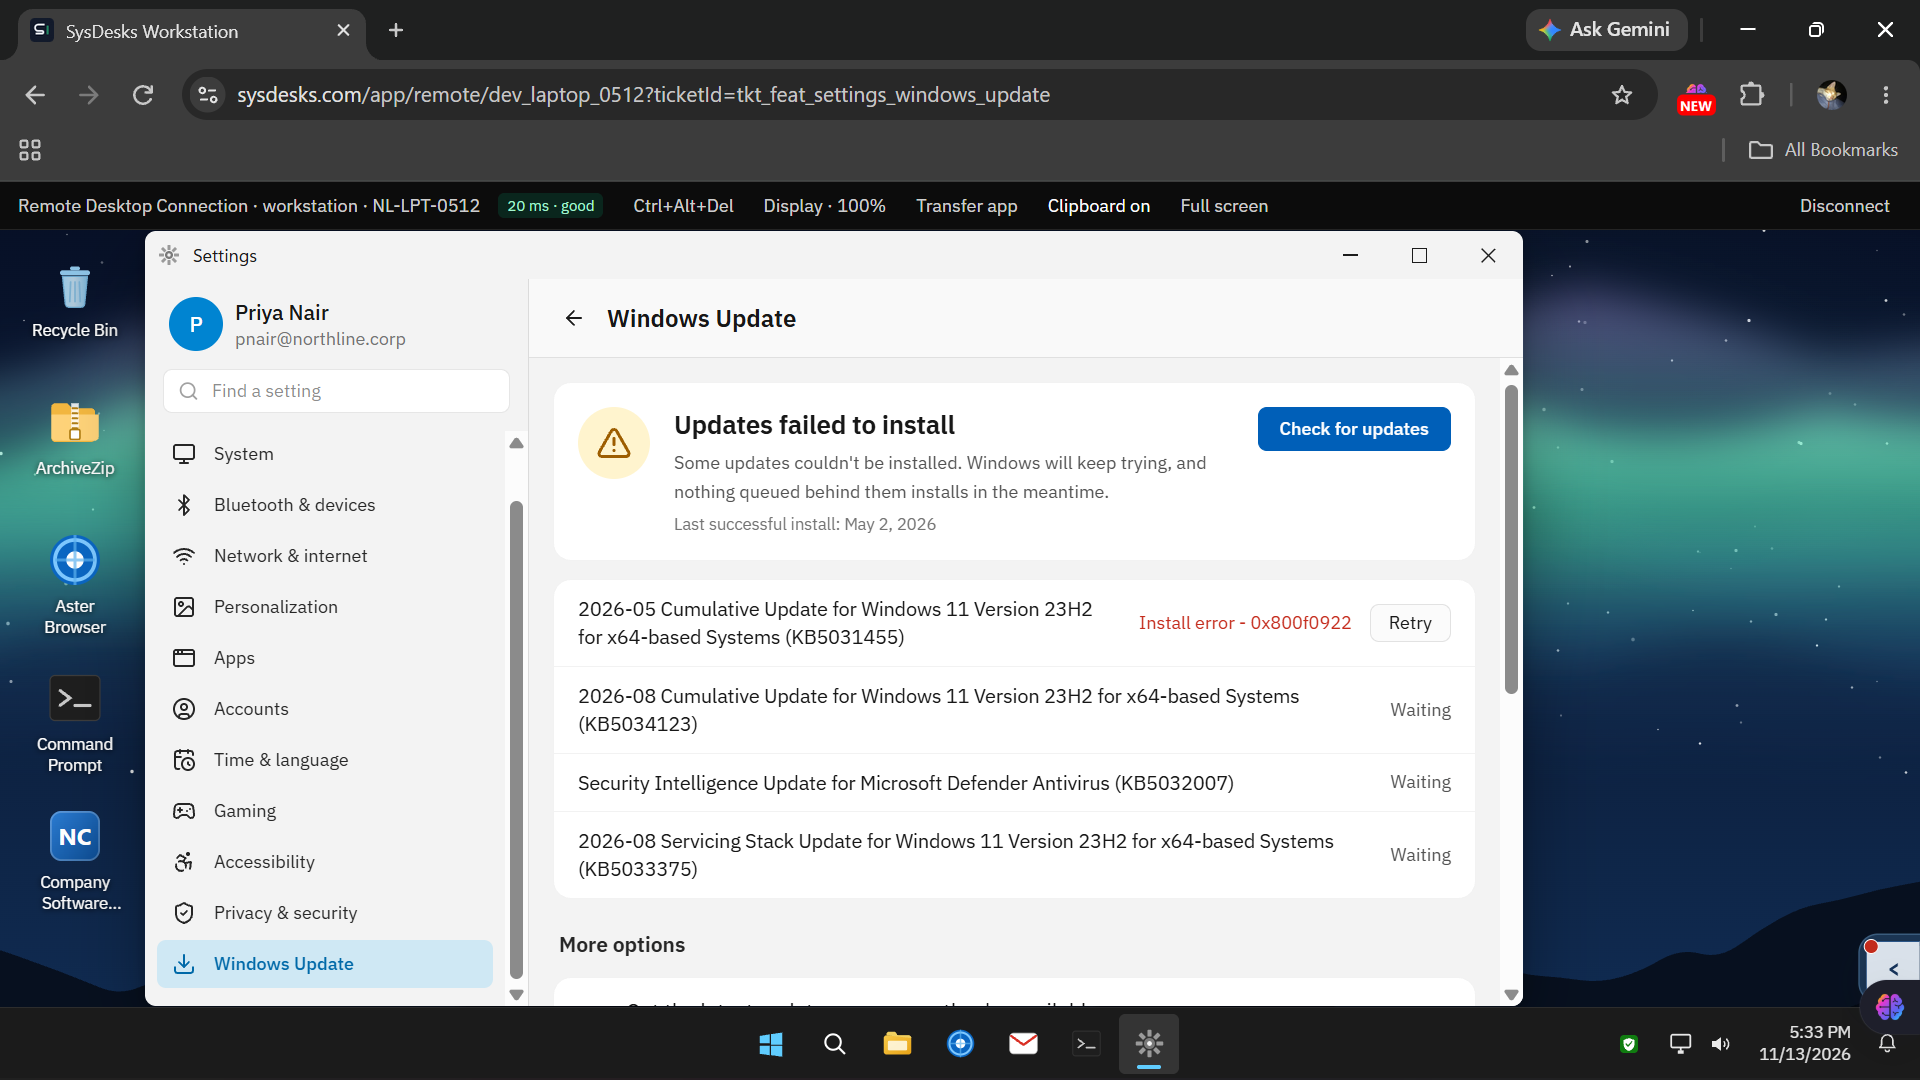 SysDesks Workstation
Ask Gemini
sysdesks.com/app/remote/dev_laptop_0512?ticketId=tkt_feat_settings_windows_update
NEW
All Bookmarks
Remote Desktop Connection · workstation · NL-LPT-0512
20 ms · good
Ctrl+Alt+Del
Display · 100%
Transfer app
Clipboard on
Full screen
Disconnect
Recycle Bin
ArchiveZip
Aster
Browser
Command
Prompt
NC
Company
Software...
Settings
P
Priya Nair
pnair@northline.corp
Find a setting
System
Bluetooth & devices
Network & internet
Personalization
Apps
Accounts
Time & language
Gaming
Accessibility
Privacy & security
Windows Update
Windows Update
Updates failed to install
Some updates couldn't be installed. Windows will keep trying, and
nothing queued behind them installs in the meantime.
Last successful install: May 2, 2026
Check for updates
2026-05 Cumulative Update for Windows 11 Version 23H2
for x64-based Systems (KB5031455)
Install error - 0x800f0922
Retry
2026-08 Cumulative Update for Windows 11 Version 23H2 for x64-based Systems
(KB5034123)
Waiting
Security Intelligence Update for Microsoft Defender Antivirus (KB5032007)
Waiting
2026-08 Servicing Stack Update for Windows 11 Version 23H2 for x64-based Systems
(KB5033375)
Waiting
More options
5:33 PM
11/13/2026